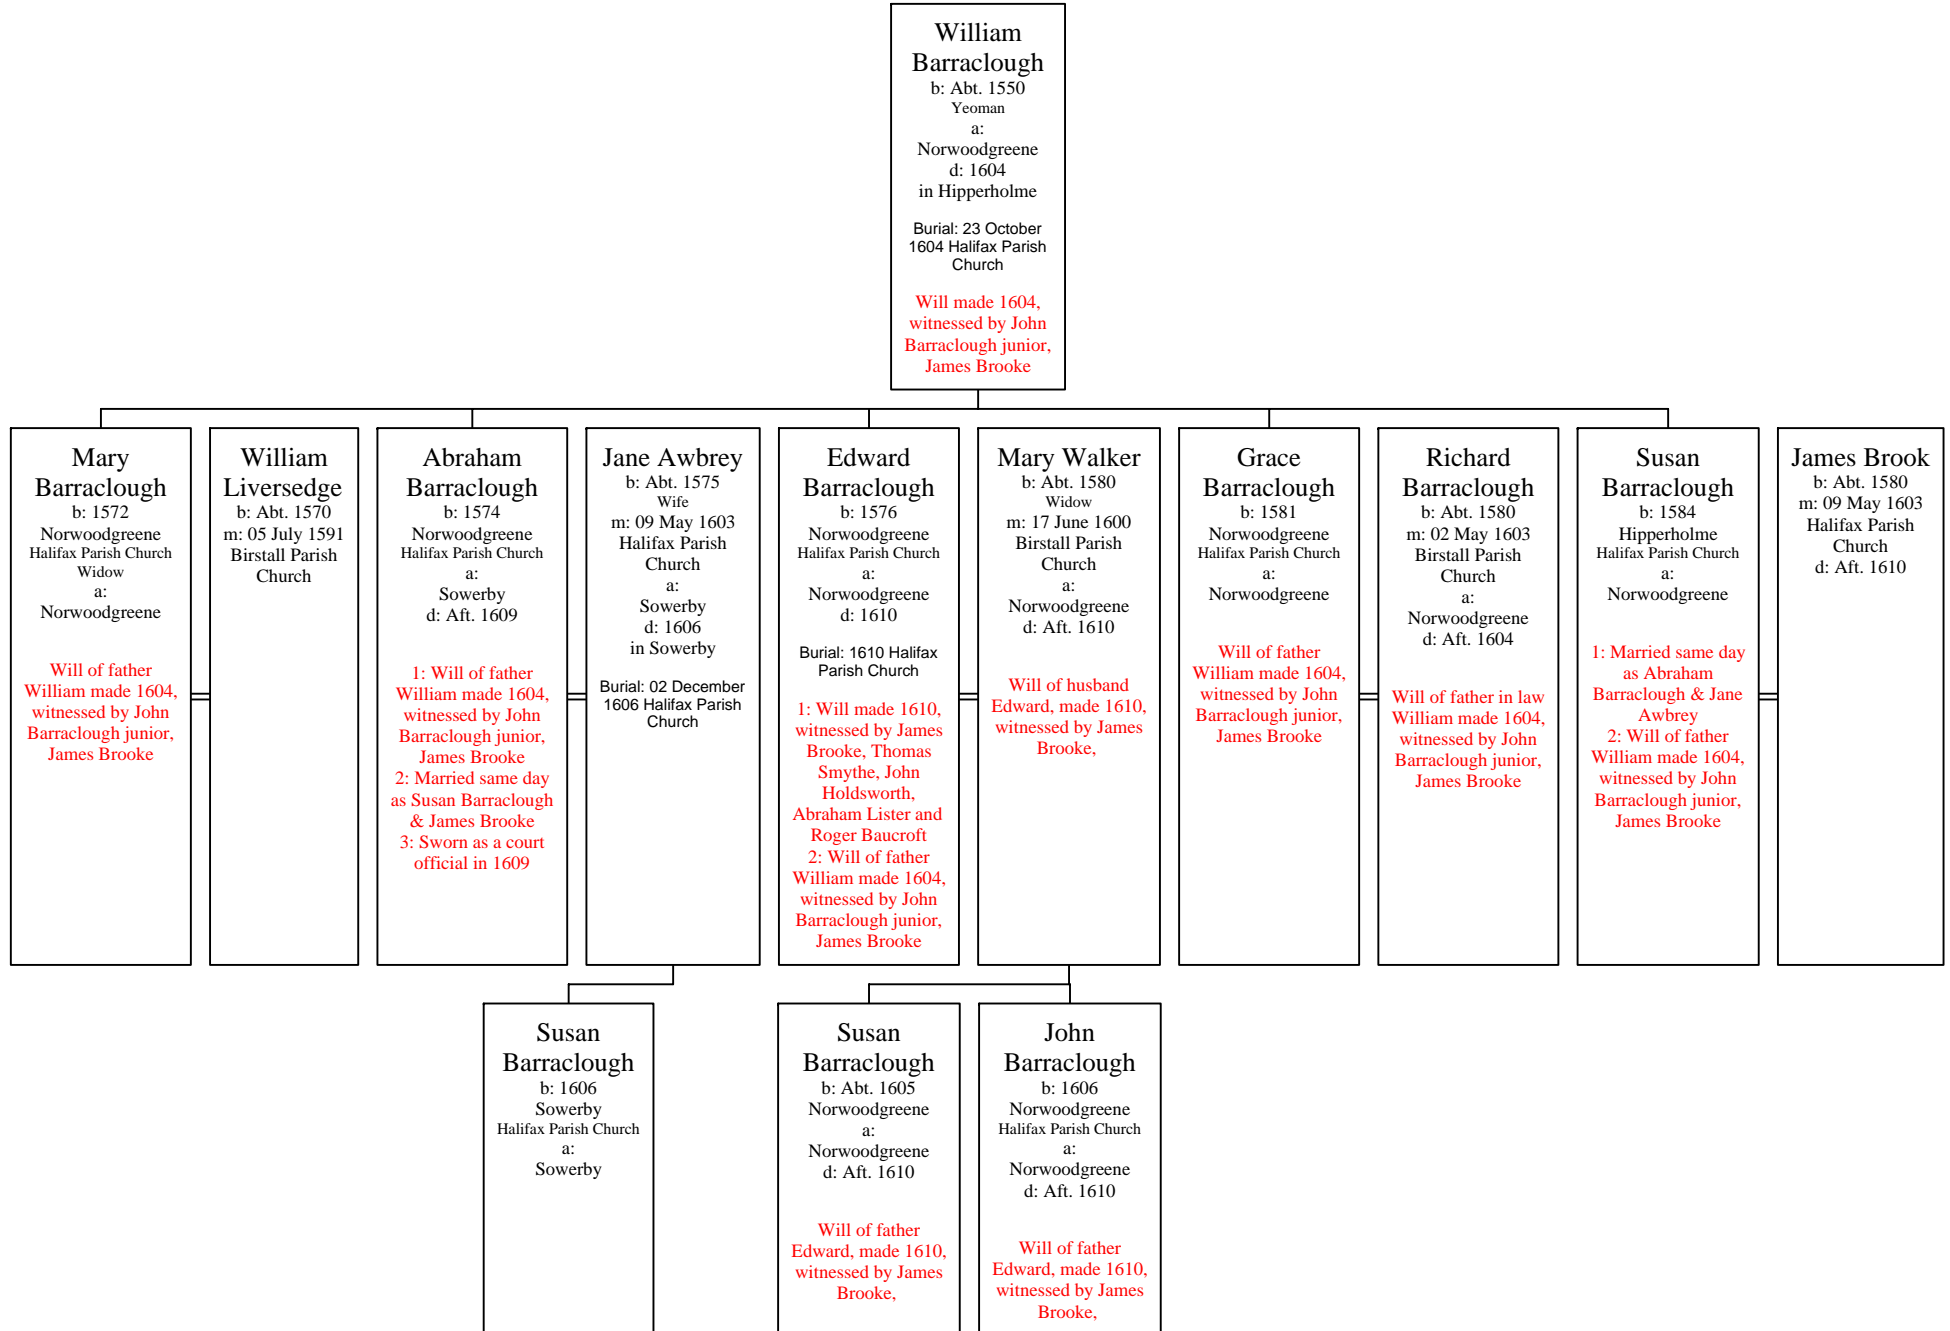 William
Barraclough
b: Abt. 1550
Yeoman
a:
Norwoodgreene
d: 1604
in Hipperholme
Burial: 23 October
1604 Halifax Parish
Church
Will made 1604,
witnessed by John
Barraclough junior,
James Brooke
Mary
Barraclough
b: 1572
Norwoodgreene
Halifax Parish Church
Widow
a:
Norwoodgreene
Will of father
William made 1604,
witnessed by John
Barraclough junior,
James Brooke
William
Liversedge
b: Abt. 1570
m: 05 July 1591
Birstall Parish
Church
Abraham
Barraclough
b: 1574
Norwoodgreene
Halifax Parish Church
a:
Sowerby
d: Aft. 1609
1: Will of father
William made 1604,
witnessed by John
Barraclough junior,
James Brooke
2: Married same day
as Susan Barraclough
& James Brooke
3: Sworn as a court
official in 1609
Jane Awbrey
b: Abt. 1575
Wife
m: 09 May 1603
Halifax Parish
Church
a:
Sowerby
d: 1606
in Sowerby
Burial: 02 December
1606 Halifax Parish
Church
Edward
Barraclough
b: 1576
Norwoodgreene
Halifax Parish Church
a:
Norwoodgreene
d: 1610
Burial: 1610 Halifax
Parish Church
1: Will made 1610,
witnessed by James
Brooke, Thomas
Smythe, John
Holdsworth,
Abraham Lister and
Roger Baucroft
2: Will of father
William made 1604,
witnessed by John
Barraclough junior,
James Brooke
Mary Walker
b: Abt. 1580
Widow
m: 17 June 1600
Birstall Parish
Church
a:
Norwoodgreene
d: Aft. 1610
Will of husband
Edward, made 1610,
witnessed by James
Brooke,
Grace
Barraclough
b: 1581
Norwoodgreene
Halifax Parish Church
a:
Norwoodgreene
Will of father
William made 1604,
witnessed by John
Barraclough junior,
James Brooke
Richard
Barraclough
b: Abt. 1580
m: 02 May 1603
Birstall Parish
Church
a:
Norwoodgreene
d: Aft. 1604
Will of father in law
William made 1604,
witnessed by John
Barraclough junior,
James Brooke
Susan
Barraclough
b: 1584
Hipperholme
Halifax Parish Church
a:
Norwoodgreene
1: Married same day
as Abraham
Barraclough & Jane
Awbrey
2: Will of father
William made 1604,
witnessed by John
Barraclough junior,
James Brooke
James Brook
b: Abt. 1580
m: 09 May 1603
Halifax Parish
Church
d: Aft. 1610
Susan
Barraclough
b: 1606
Sowerby
Halifax Parish Church
a:
Sowerby
Susan
Barraclough
b: Abt. 1605
Norwoodgreene
a:
Norwoodgreene
d: Aft. 1610
Will of father
Edward, made 1610,
witnessed by James
Brooke,
John
Barraclough
b: 1606
Norwoodgreene
Halifax Parish Church
a:
Norwoodgreene
d: Aft. 1610
Will of father
Edward, made 1610,
witnessed by James
Brooke,